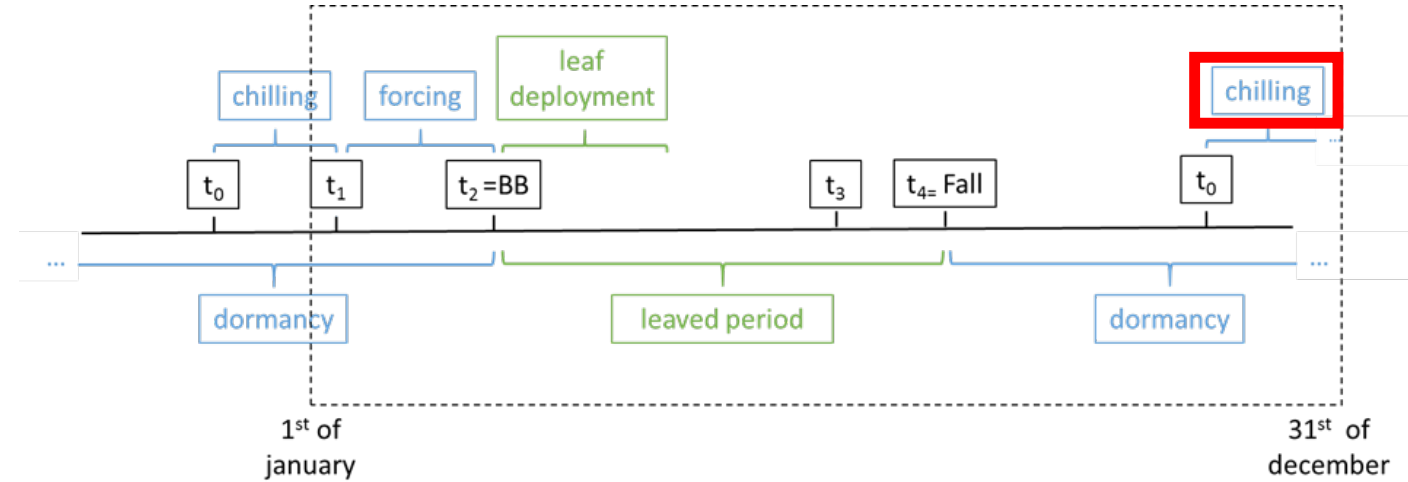 leaf
deployment
chilling
forcing
chilling
...
t₀
t₁
t₂ =BB
t₃
t₄= Fall
t₀
...
...
dormancy
leaved period
dormancy
1ˢᵗ of
january
31ˢᵗ of
december